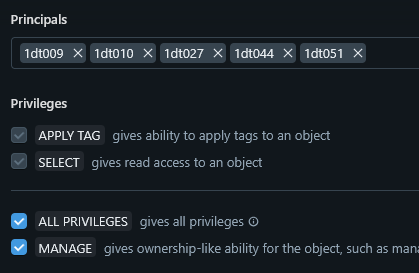 Principals
1dt009 × 1dt010 × 1dt027 × 1dt044 × 1dt051 ×
Privileges
APPLY TAG gives ability to apply tags to an object
SELECT gives read access to an object
ALL PRIVILEGES gives all privileges
MANAGE gives ownership-like ability for the object, such as mana